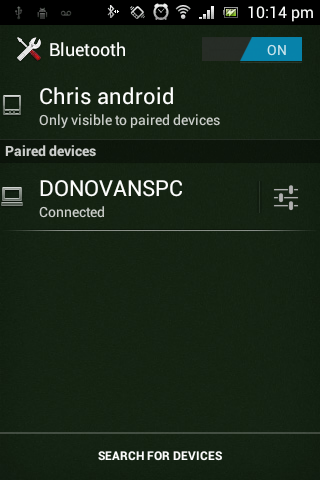 10:14 pm
Bluetooth
ON
Chris android
Only visible to paired devices
Paired devices
DONOVANSPC
Connected
SEARCH FOR DEVICES